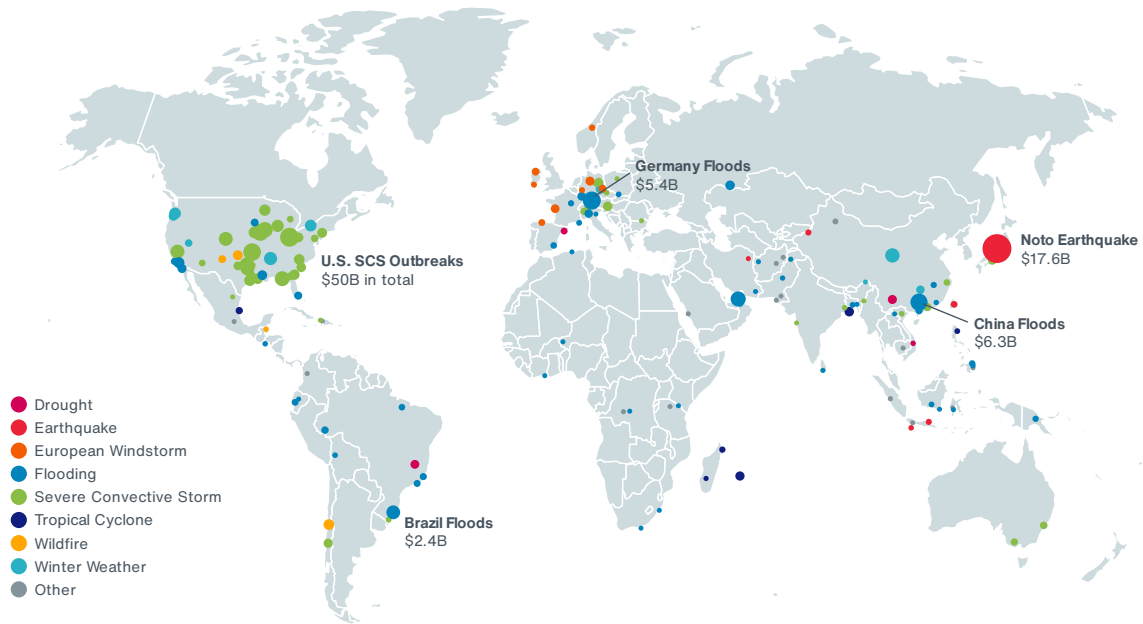 Germany Floods
$5.4B
Noto Earthquake
$17.6B
U.S. SCS Outbreaks
$50B in total
China Floods
$6.3B
Drought
Earthquake
European Windstorm
Flooding
Severe Convective Storm
Tropical Cyclone
Wildfire
Winter Weather
Other
Brazil Floods
$2.4B